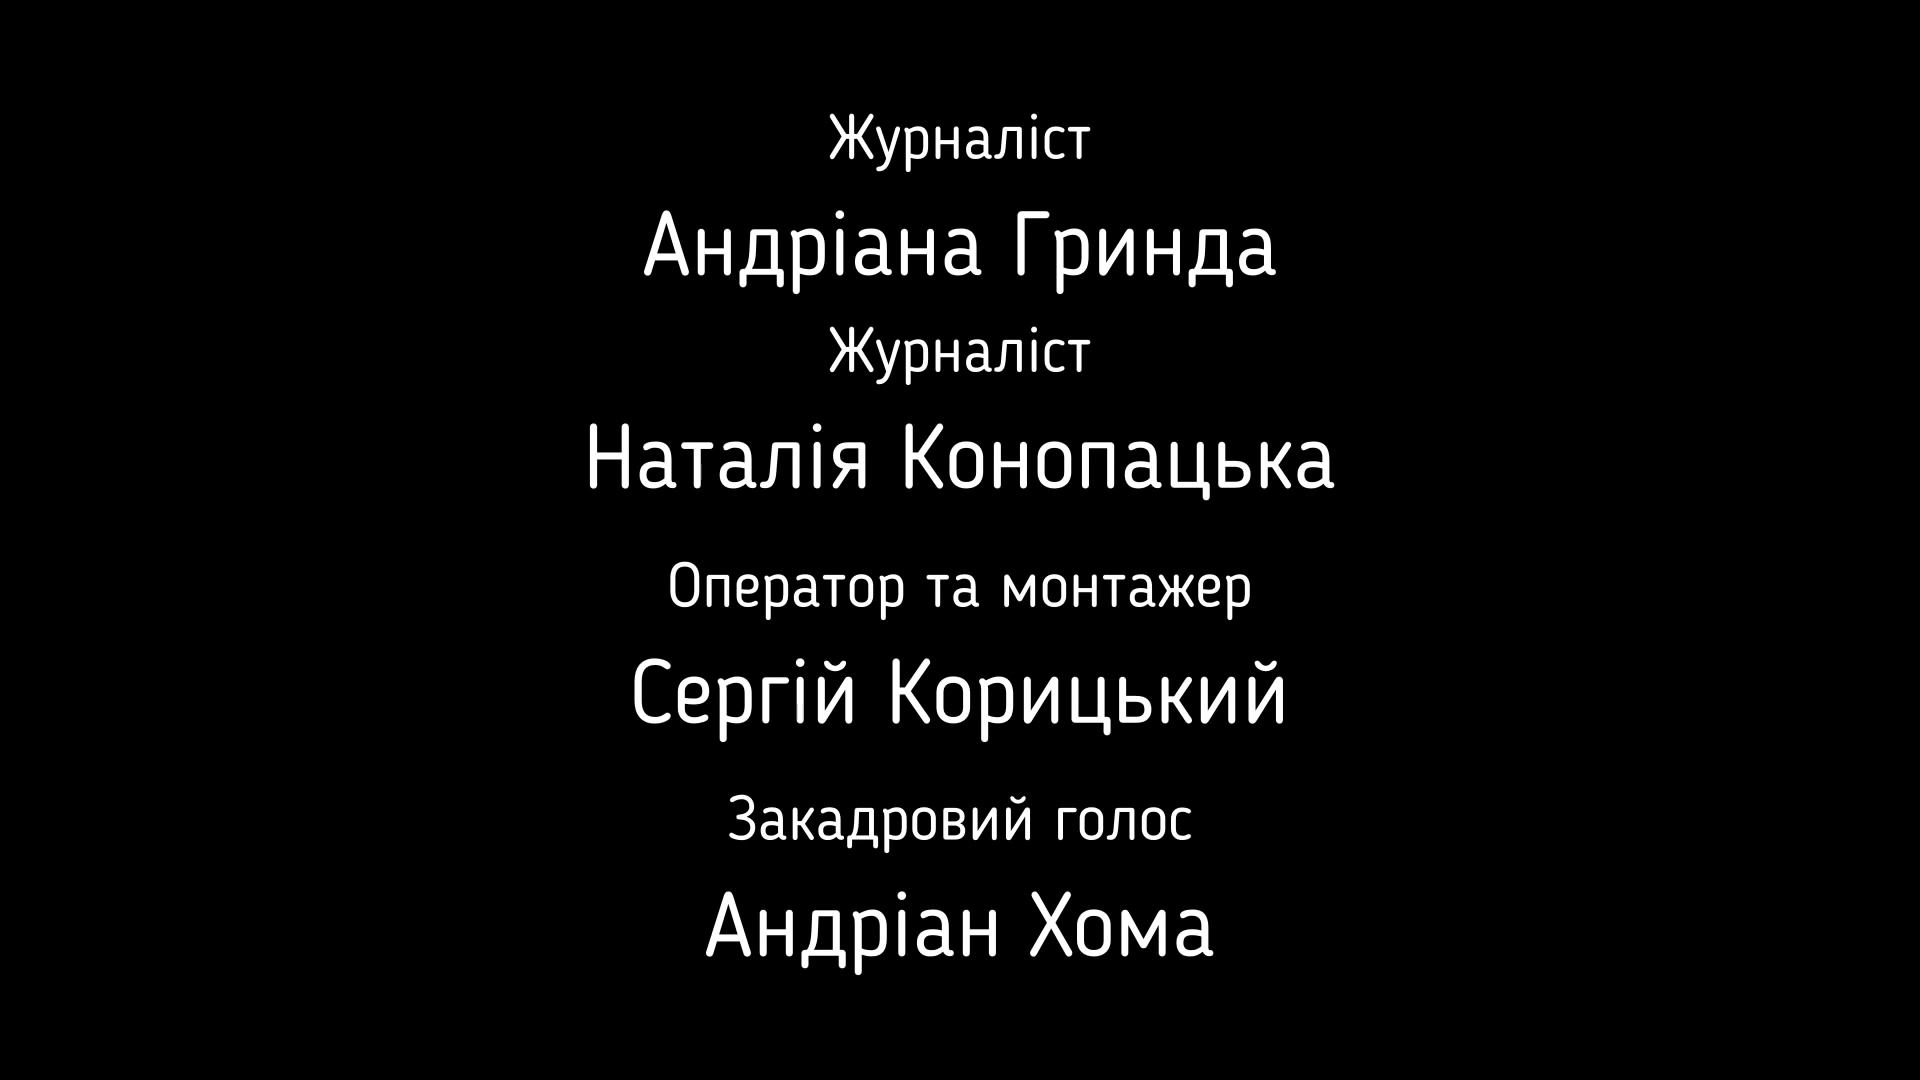 Журналіст
Андріана Гринда
Журналіст
Наталія Конопацька
Оператор та монтажер
Сергій Корицький
Закадровий голос
Андріан Хома